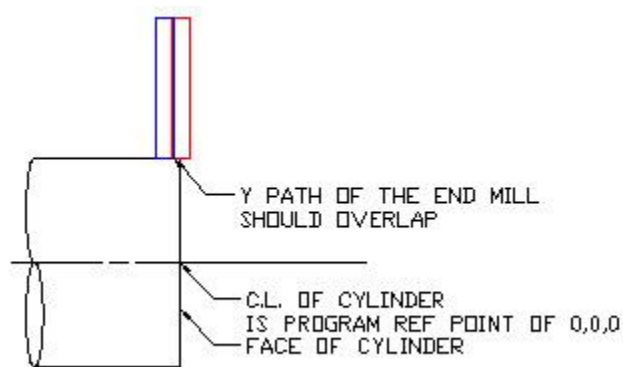 Y PATH OF THE END MILL
SHOULD OVERLAP
C.L. OF CYLINDER
IS PROGRAM REF POINT OF 0,0,0
FACE OF CYLINDER